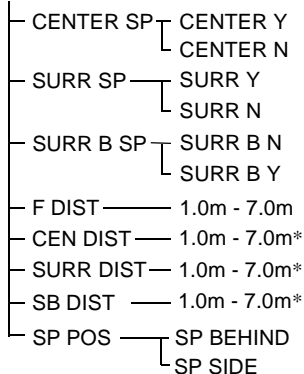 CENTER SP CENTER Y
CENTER N
SURR SP SURR Y
SURR N
SURR B SP SURR B N
SURR B Y
F DIST 1.0m - 7.0m
CEN DIST 1.0m - 7.0m*
SURR DIST 1.0m - 7.0m*
SB DIST 1.0m - 7.0m*
SP POS SP BEHIND
SP SIDE